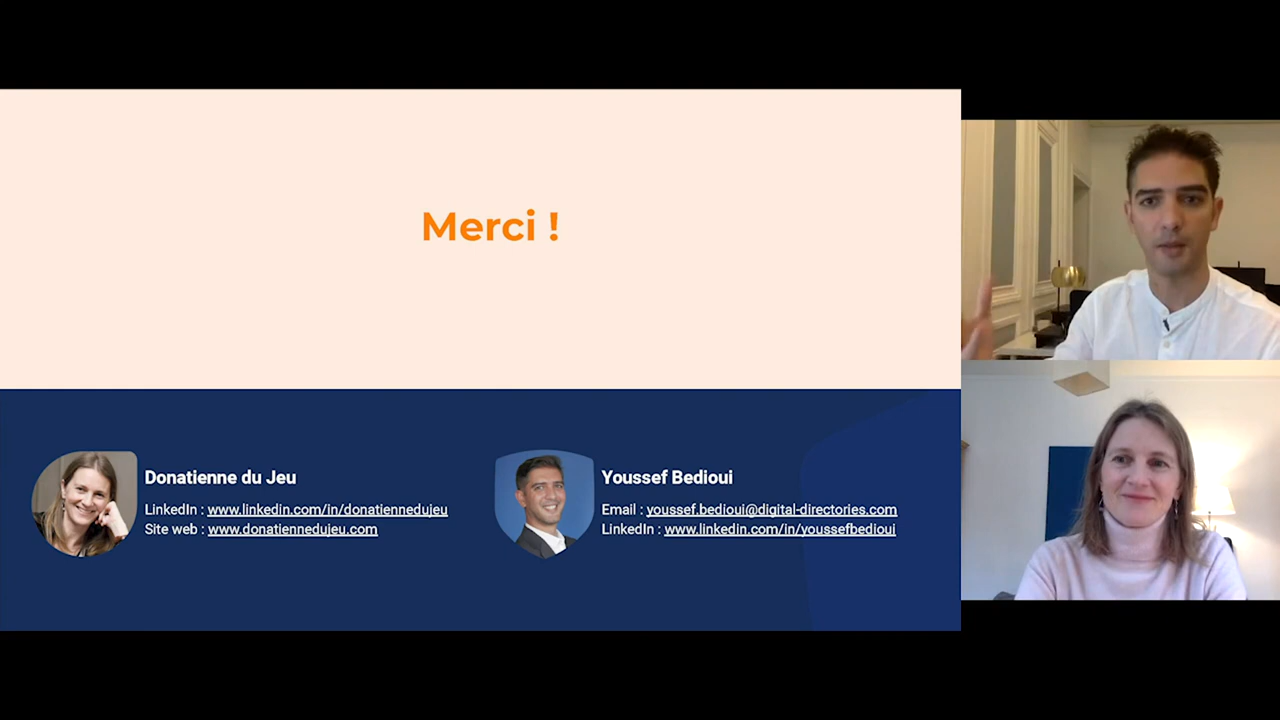 Merci !
Donatienne du Jeu
LinkedIn : www.linkedin.com/in/donatiennedujeu
Site web : www.donatiennedujeu.com
Youssef Bedioui
Email : youssef.bedioui@digital-directories.com
LinkedIn : www.linkedin.com/in/youssefbedioui